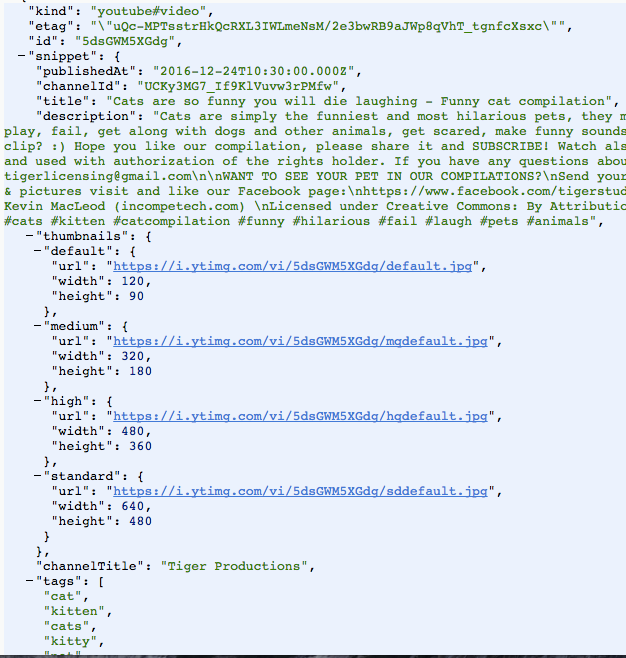 "kind": "youtube#video",
"etag": "\"uQc-MPTsstrHkQcRXL3IWLmeNsM/2e3bwRB9aJWp8qVhT_tgnfcXsxc\"",
"id": "5dsGWM5XGdg",
−"snippet": {
"publishedAt": "2016-12-24T10:30:00.000Z",
"channelId": "UCKy3MG7_If9KlVuvw3rPMfw",
"title": "Cats are so funny you will die laughing - Funny cat compilation",
"description": "Cats are simply the funniest and most hilarious pets, they m
play, fail, get along with dogs and other animals, get scared, make funny sounds
clip? :) Hope you like our compilation, please share it and SUBSCRIBE! Watch als
and used with authorization of the rights holder. If you have any questions abou
tigerlicensing@gmail.com\n\nWANT TO SEE YOUR PET IN OUR COMPILATIONS?\nSend your
& pictures visit and like our Facebook page:\nhttps://www.facebook.com/tigerstud
Kevin MacLeod (incompetech.com) \nLicensed under Creative Commons: By Attributio
#cats #kitten #catcompilation #funny #hilarious #fail #laugh #pets #animals",
−"thumbnails": {
−"default": {
"url": "https://i.ytimg.com/vi/5dsGWM5XGdg/default.jpg",
"width": 120,
"height": 90
},
−"medium": {
"url": "https://i.ytimg.com/vi/5dsGWM5XGdg/mqdefault.jpg",
"width": 320,
"height": 180
},
−"high": {
"url": "https://i.ytimg.com/vi/5dsGWM5XGdg/hqdefault.jpg",
"width": 480,
"height": 360
},
−"standard": {
"url": "https://i.ytimg.com/vi/5dsGWM5XGdg/sddefault.jpg",
"width": 640,
"height": 480
}
},
"channelTitle": "Tiger Productions",
−"tags": [
"cat",
"kitten",
"cats",
"kitty",